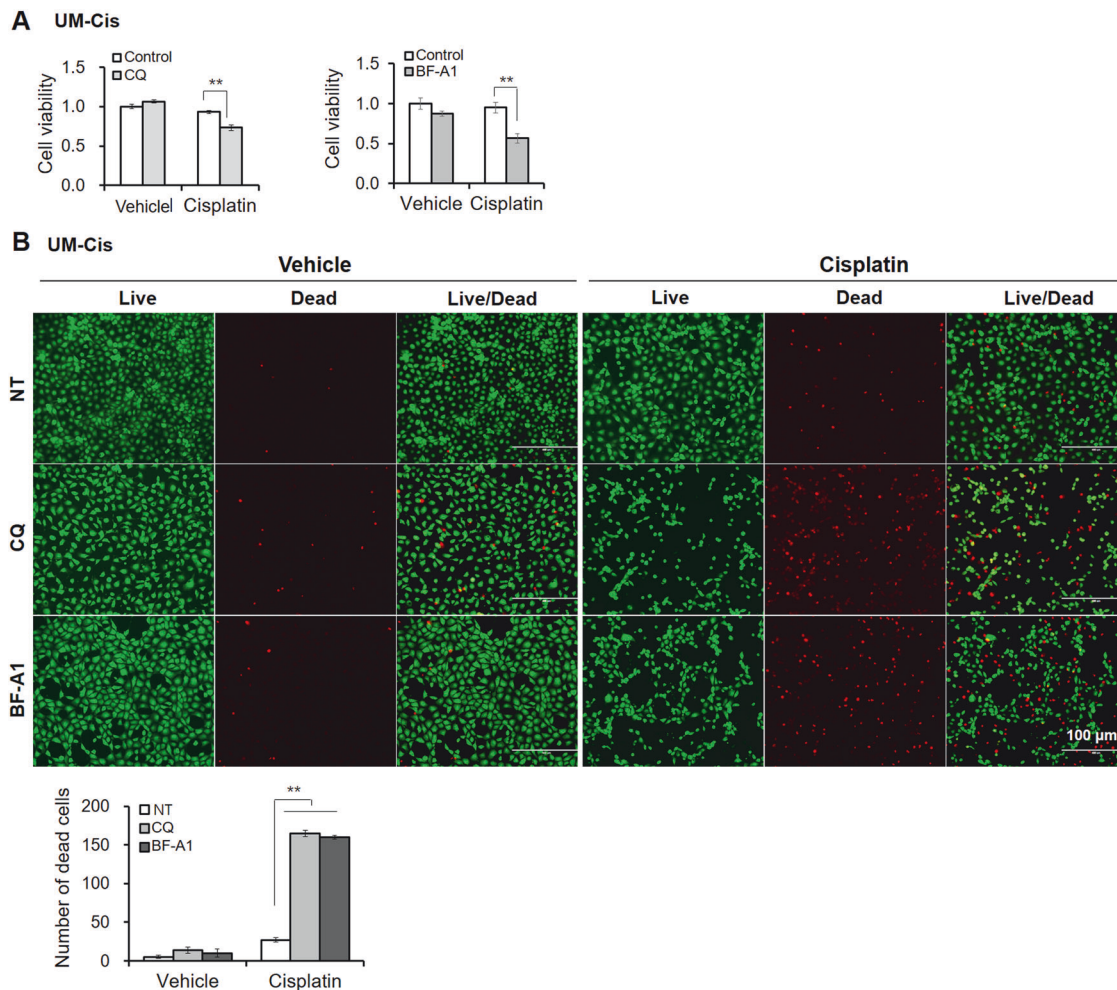 A UM-Cis
Control
CQ
**
Cell viability
1.5
1.0
0.5
0.0
Vehiclel Cisplatin
Control
BF-A1
**
Cell viability
1.5
1.0
0.5
0.0
Vehicle Cisplatin
B UM-Cis
Vehicle Cisplatin
Live Dead Live/Dead Live Dead Live/Dead
NT
CQ
BF-A1
100 μm
NT
CQ
BF-A1
**
Number of dead cells
200
150
100
50
0
Vehicle Cisplatin